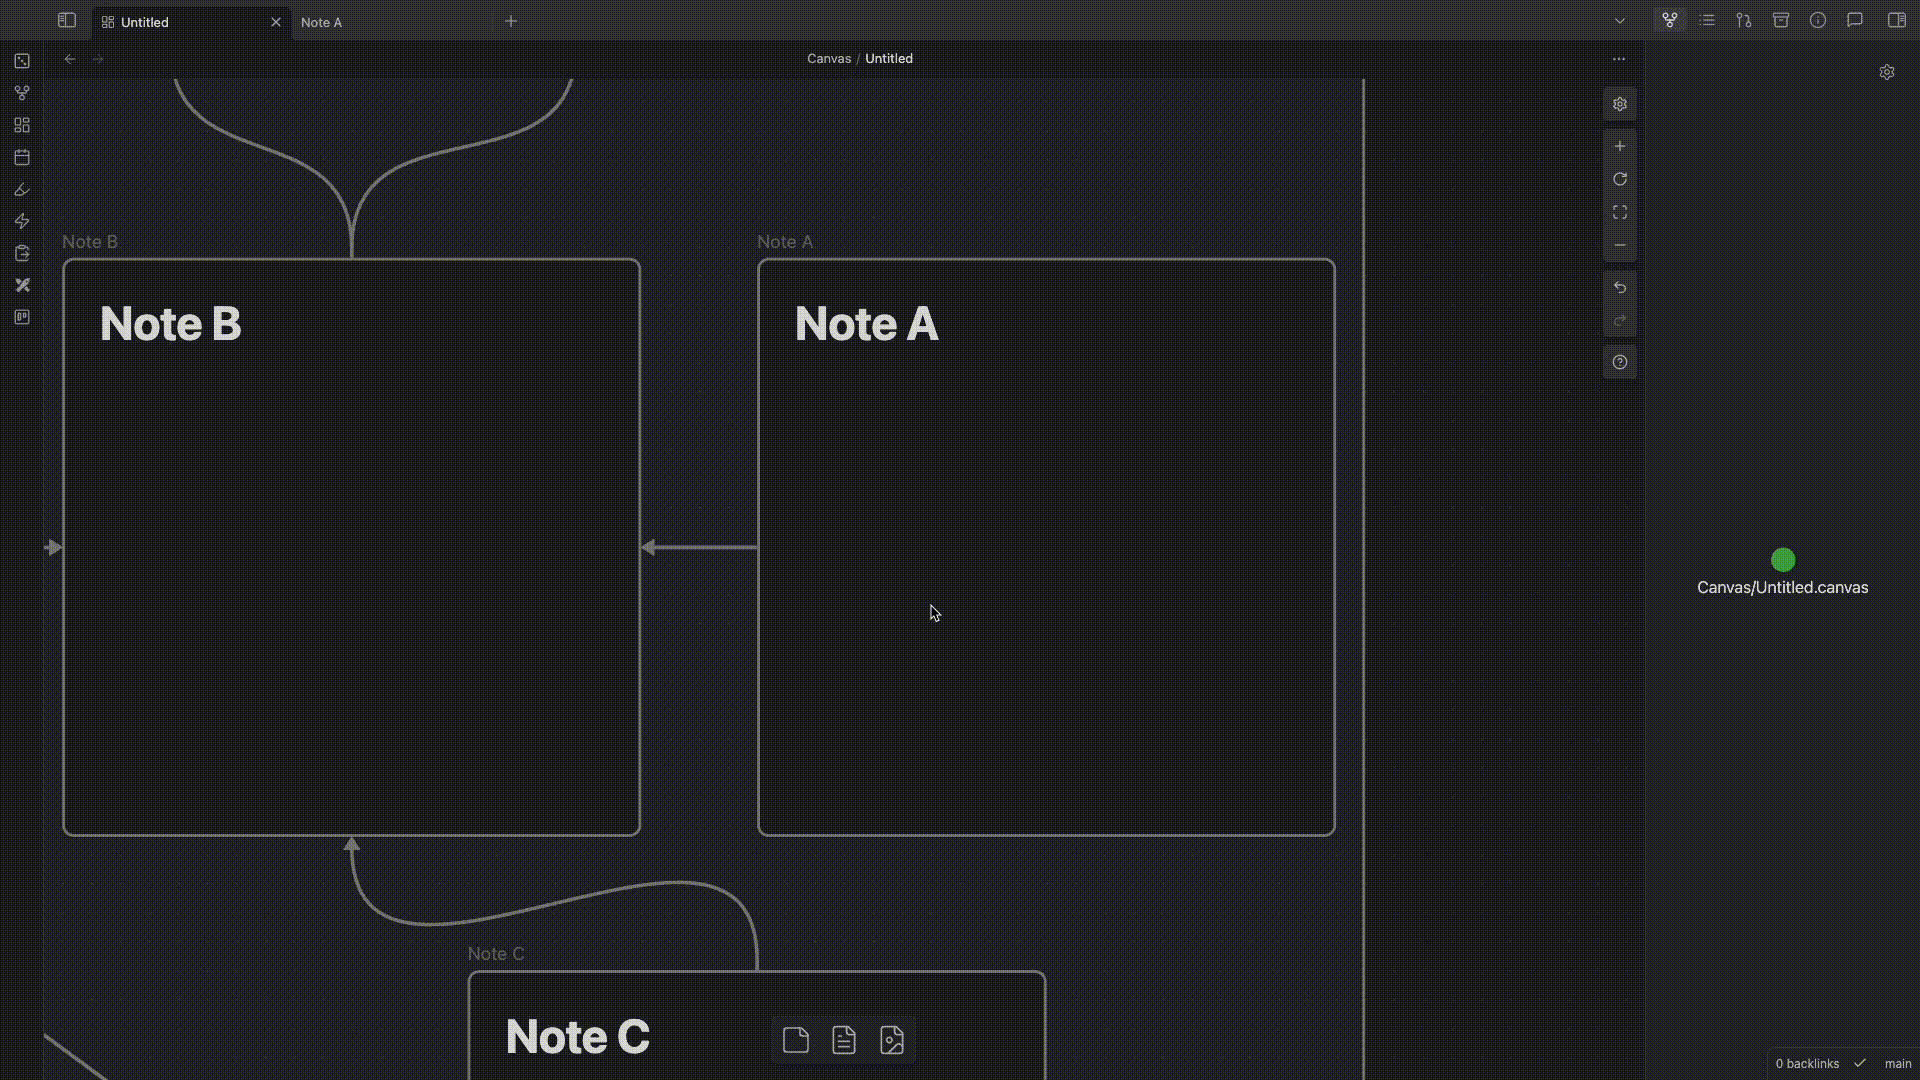 Untitled
Note A
Canvas / Untitled
Note B
Note A
Note B
Note A
Canvas/Untitled.canvas
Note C
Note C
0 backlinks
main